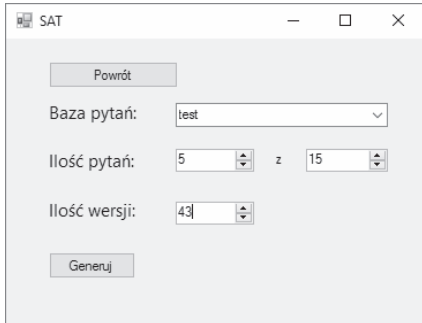 SAT
Powrót
Baza pytań: test
Ilość pytań: 5 z 15
Ilość wersji: 43
Generuj